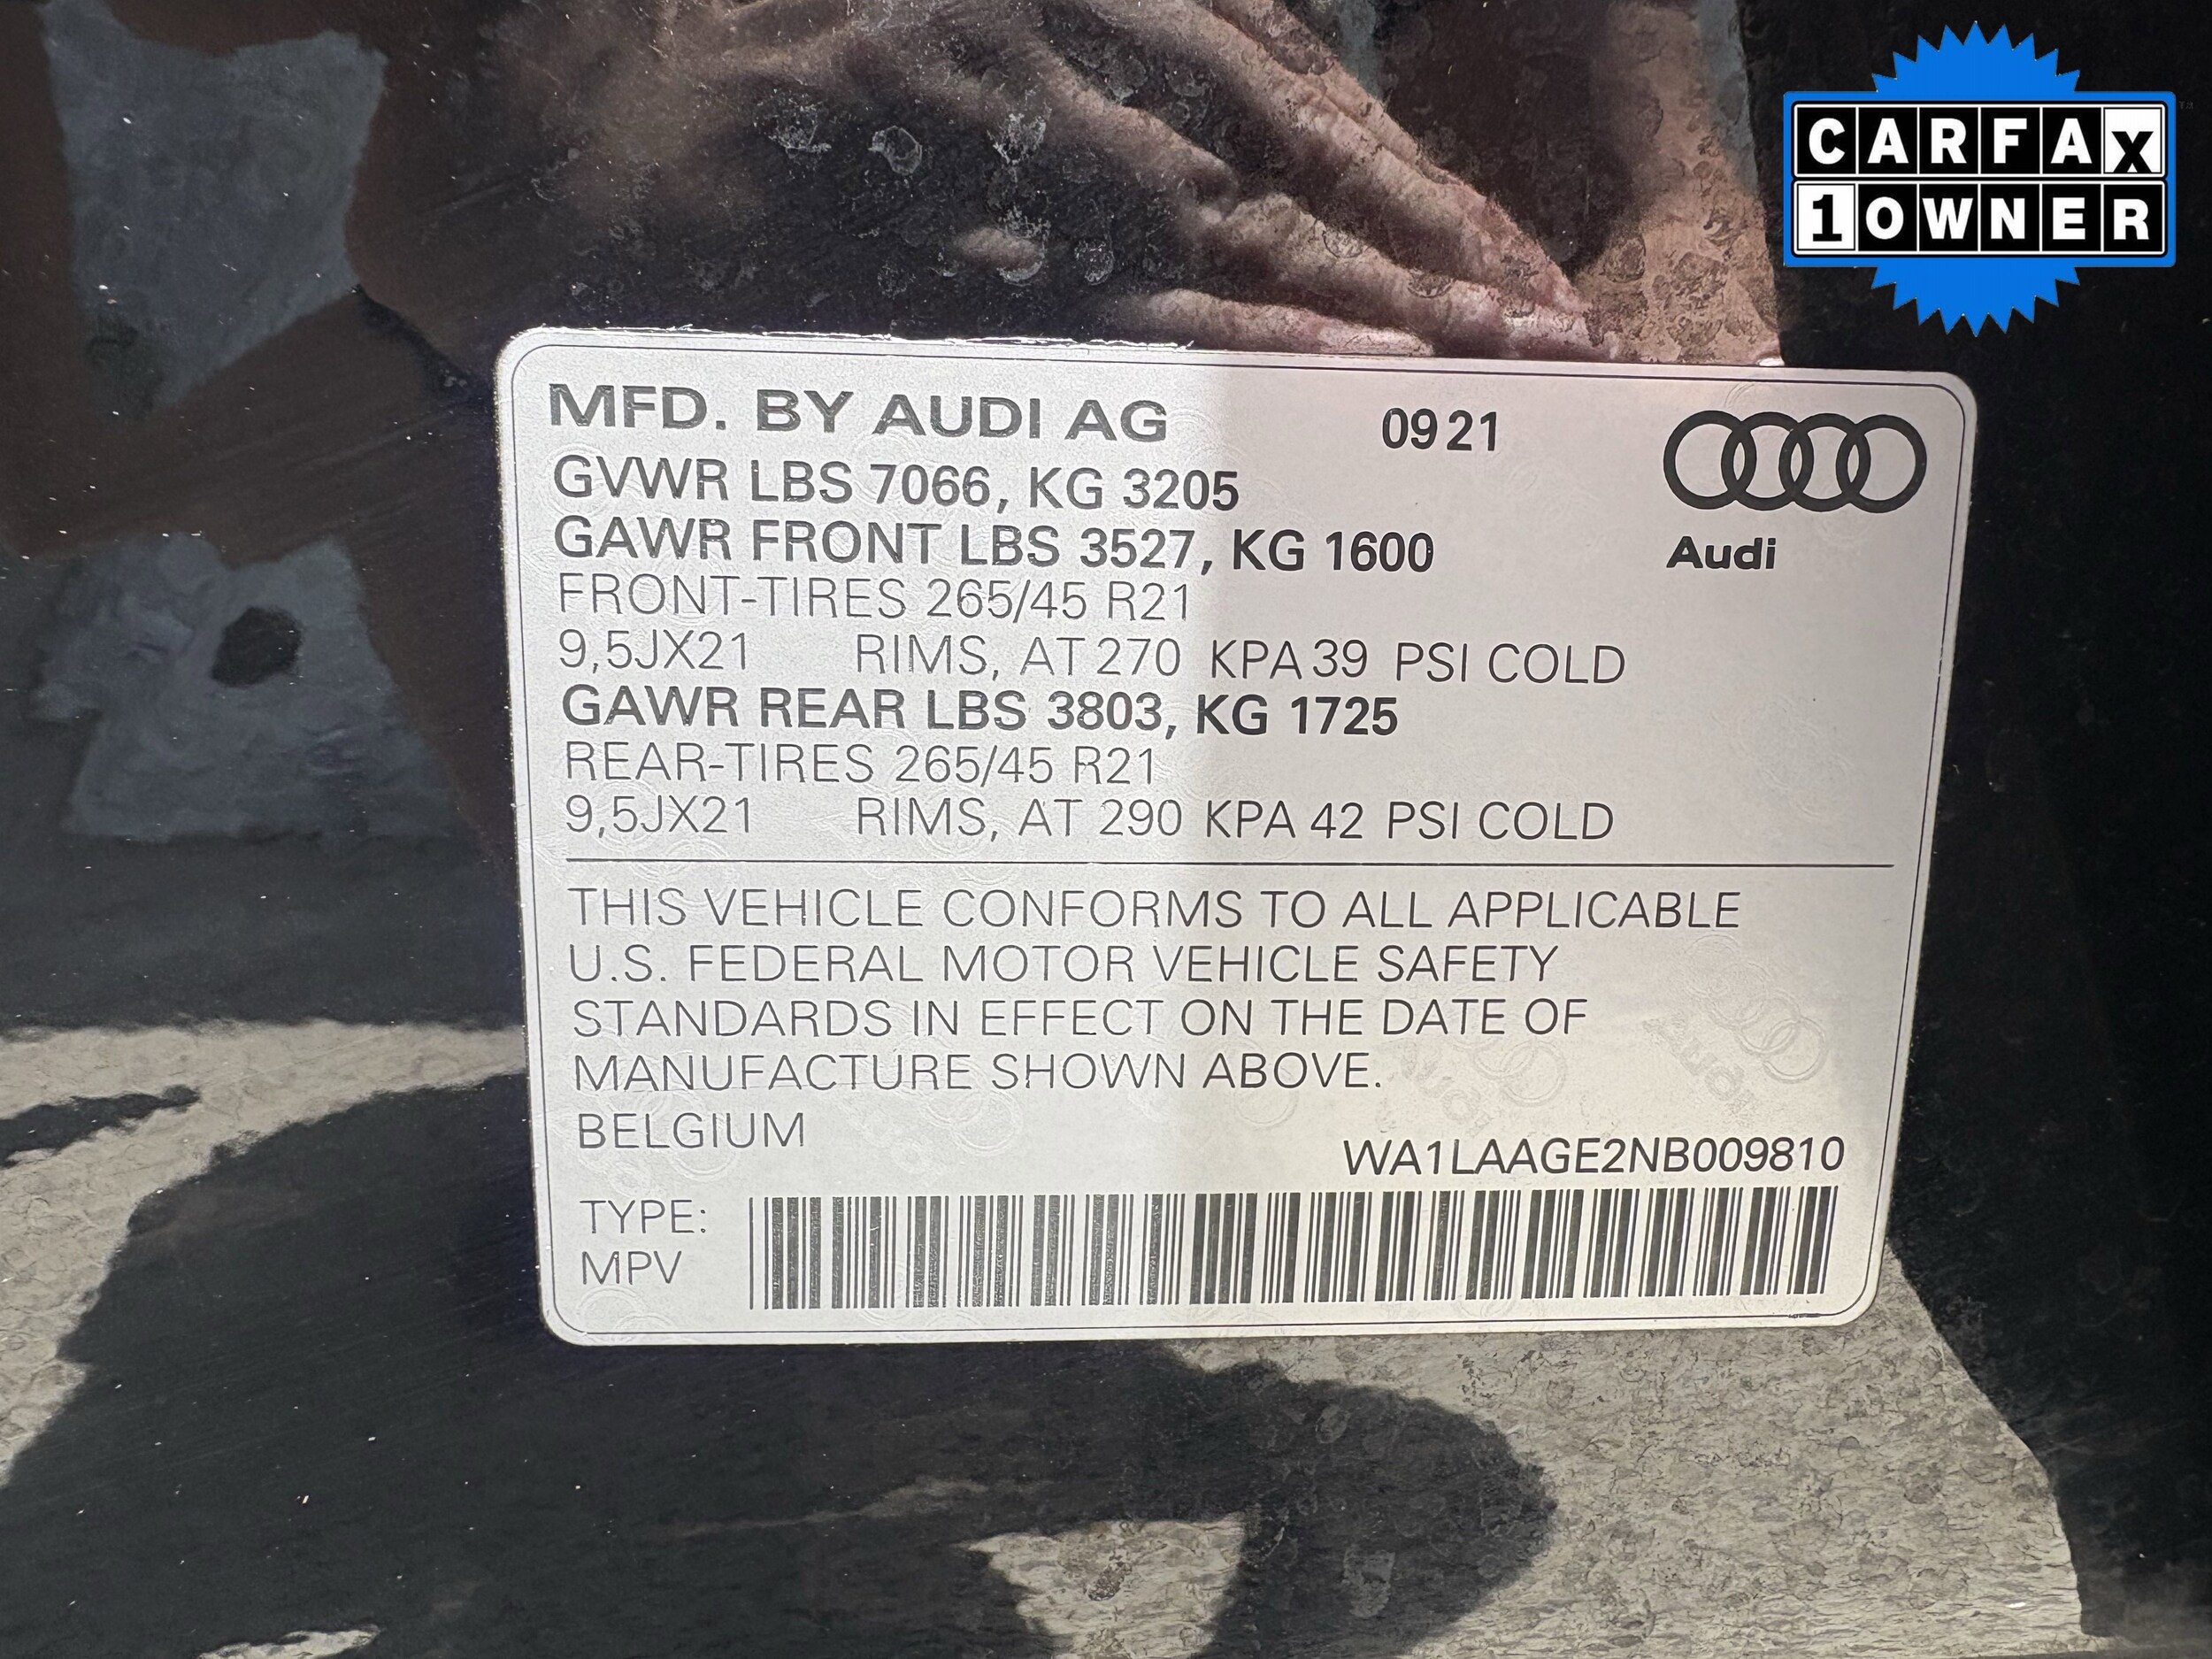 CARFAX
1 OWNER
MFD. BY AUDI AG 09 21
GVWR LBS 7066, KG 3205
GAWR FRONT LBS 3527, KG 1600
Audi
FRONT-TIRES 265/45 R21
9,5JX21 RIMS, AT 270 KPA 39 PSI COLD
GAWR REAR LBS 3803, KG 1725
REAR-TIRES 265/45 R21
9,5JX21 RIMS, AT 290 KPA 42 PSI COLD
THIS VEHICLE CONFORMS TO ALL APPLICABLE
U.S. FEDERAL MOTOR VEHICLE SAFETY
STANDARDS IN EFFECT ON THE DATE OF
MANUFACTURE SHOWN ABOVE.
BELGIUM
WA1LAAGE2NB009810
TYPE:
MPV